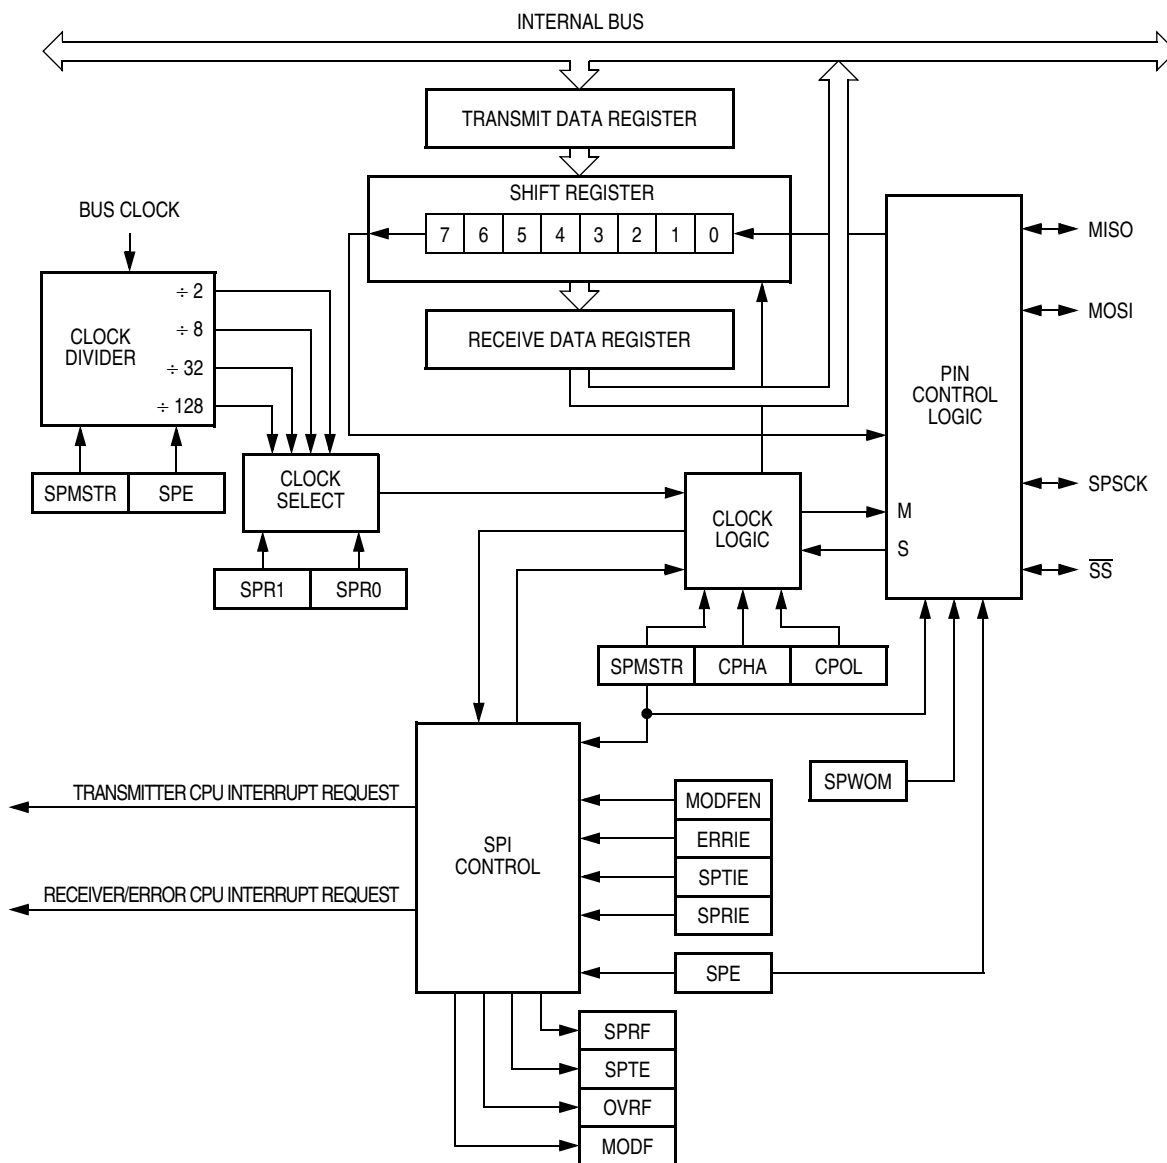 INTERNAL BUS
TRANSMIT DATA REGISTER
SHIFT REGISTER
7 6 5 4 3 2 1 0
RECEIVE DATA REGISTER
BUS CLOCK
CLOCK
DIVIDER
÷ 2
÷ 8
÷ 32
÷ 128
SPMSTR SPE
CLOCK
SELECT
SPR1 SPR0
CLOCK
LOGIC
SPMSTR CPHA CPOL
PIN
CONTROL
LOGIC
M
S
MISO
MOSI
SPSCK
S̅S̅
SPWOM
TRANSMITTER CPU INTERRUPT REQUEST
RECEIVER/ERROR CPU INTERRUPT REQUEST
SPI
CONTROL
MODFEN
ERRIE
SPTIE
SPRIE
SPE
SPRF
SPTE
OVRF
MODF